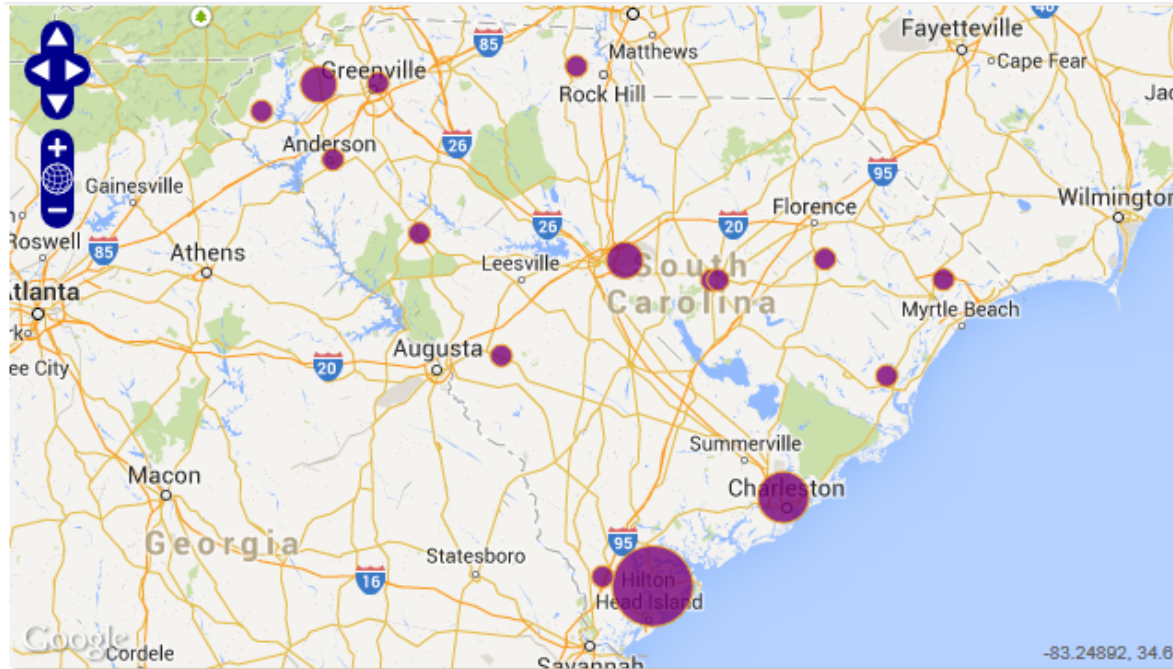 40
Fayetteville
85
Matthews
Cape Fear
Greenville
Rock Hill
Jac
26
Anderson
95
Gainesville
Wilmington
Florence
26
20
Roswell
85
Athens
Leesville
South
Carolina
Atlanta
Myrtle Beach
rk
Augusta
ee City
20
Summerville
Macon
Charleston
Georgia
95
Statesboro
16
Hilton
Head Island
Google
Cordele
Savannah
-83.24892, 34.6